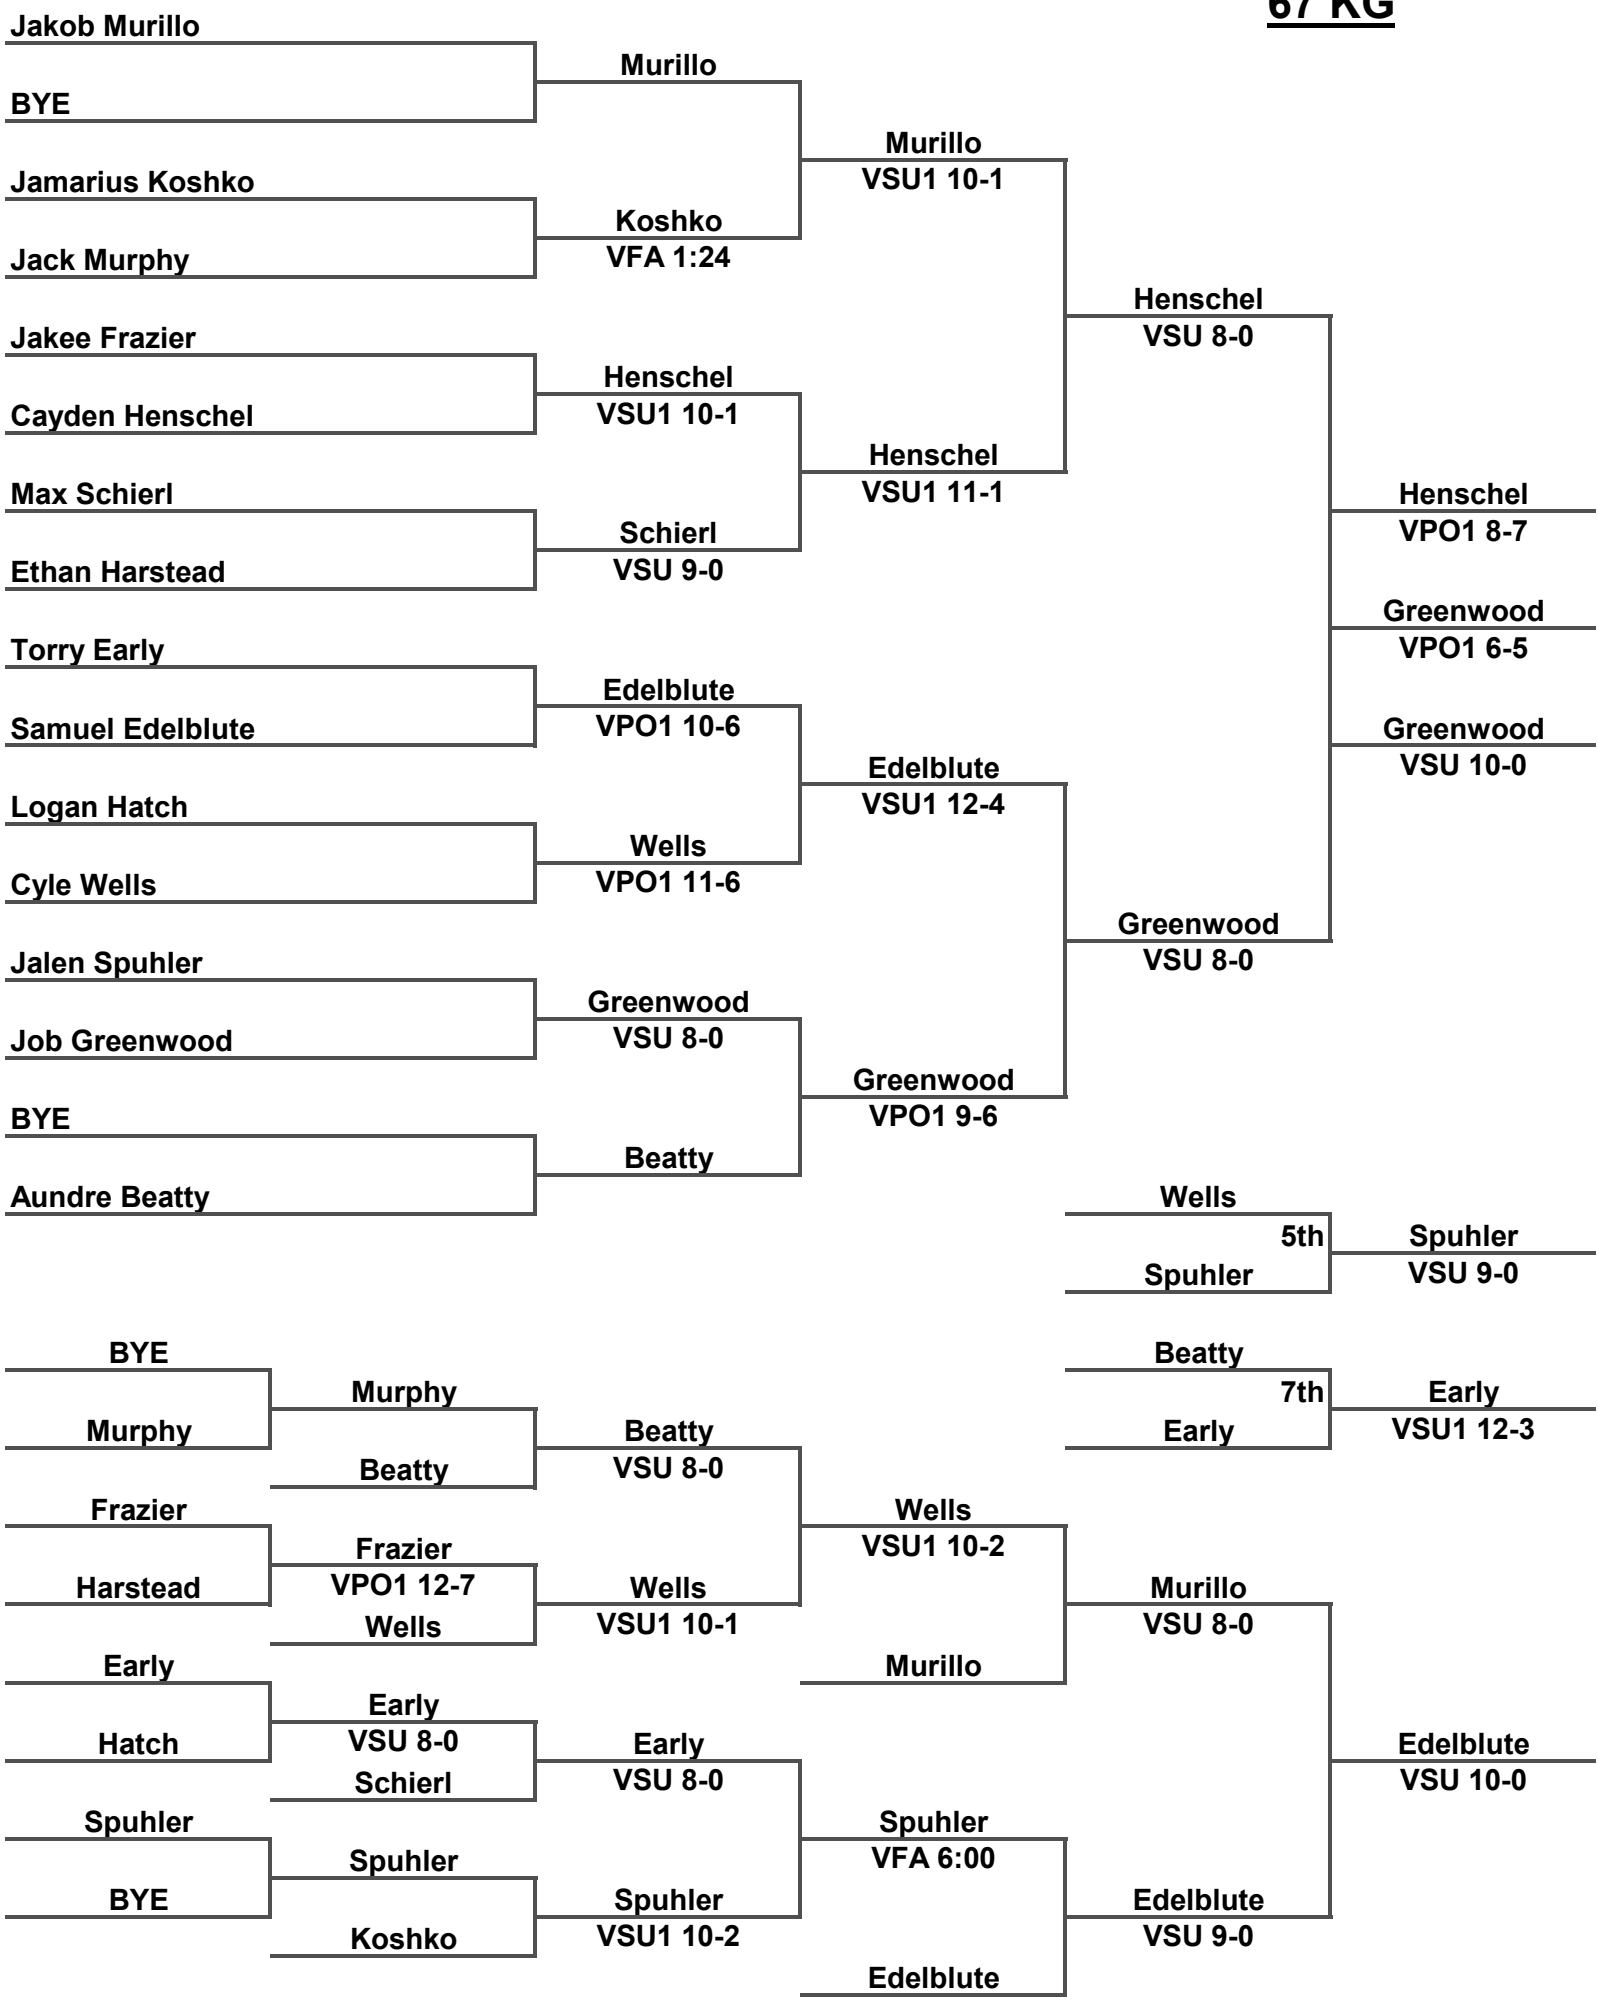 67 KG
Jakob Murillo
Murillo
BYE
Murillo
VSU1 10-1
Jamarius Koshko
Koshko
VFA 1:24
Jack Murphy
Henschel
VSU 8-0
Jakee Frazier
Henschel
VSU1 10-1
Cayden Henschel
Henschel
VSU1 11-1
Max Schierl
Henschel
VPO1 8-7
Schierl
VSU 9-0
Ethan Harstead
Greenwood
VPO1 6-5
Torry Early
Edelblute
VPO1 10-6
Samuel Edelblute
Greenwood
VSU 10-0
Edelblute
VSU1 12-4
Logan Hatch
Wells
VPO1 11-6
Cyle Wells
Greenwood
VSU 8-0
Jalen Spuhler
Greenwood
VSU 8-0
Job Greenwood
Greenwood
VPO1 9-6
BYE
Beatty
Aundre Beatty
Wells
5th
Spuhler
VSU 9-0
Spuhler
BYE
Beatty
Murphy
7th
Early
VSU1 12-3
Murphy
Beatty
VSU 8-0
Early
Beatty
Frazier
Wells
VSU1 10-2
Frazier
VPO1 12-7
Harstead
Wells
VSU1 10-1
Murillo
VSU 8-0
Wells
Early
Murillo
Early
VSU 8-0
Hatch
Early
VSU 8-0
Edelblute
VSU 10-0
Schierl
Spuhler
Spuhler
VFA 6:00
Spuhler
BYE
Spuhler
VSU1 10-2
Edelblute
VSU 9-0
Koshko
Edelblute